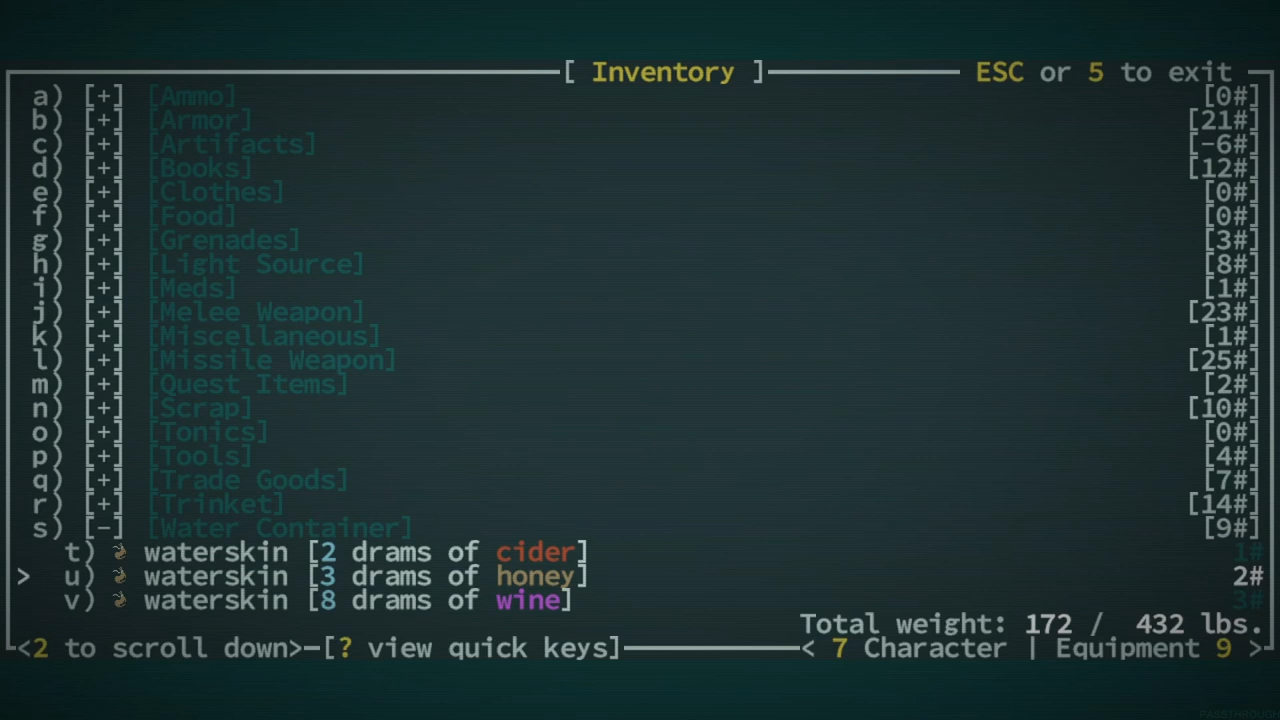 [ Inventory ] ESC or 5 to exit
a) [+] [Ammo] [0#]
b) [+] [Armor] [21#]
c) [+] [Artifacts] [-6#]
d) [+] [Books] [12#]
e) [+] [Clothes] [0#]
f) [+] [Food] [0#]
g) [+] [Grenades] [3#]
h) [+] [Light Source] [8#]
i) [+] [Meds] [1#]
j) [+] [Melee Weapon] [23#]
k) [+] [Miscellaneous] [1#]
l) [+] [Missile Weapon] [25#]
m) [+] [Quest Items] [2#]
n) [+] [Scrap] [10#]
o) [+] [Tonics] [0#]
p) [+] [Tools] [4#]
q) [+] [Trade Goods] [7#]
r) [+] [Trinket] [14#]
s) [-] [Water Container] [9#]
t) waterskin [2 drams of cider] 1#
> u) waterskin [3 drams of honey] 2#
v) waterskin [8 drams of wine] 3#
Total weight: 172 / 432 lbs.
<2 to scroll down> [? view quick keys] < 7 Character | Equipment 9 >